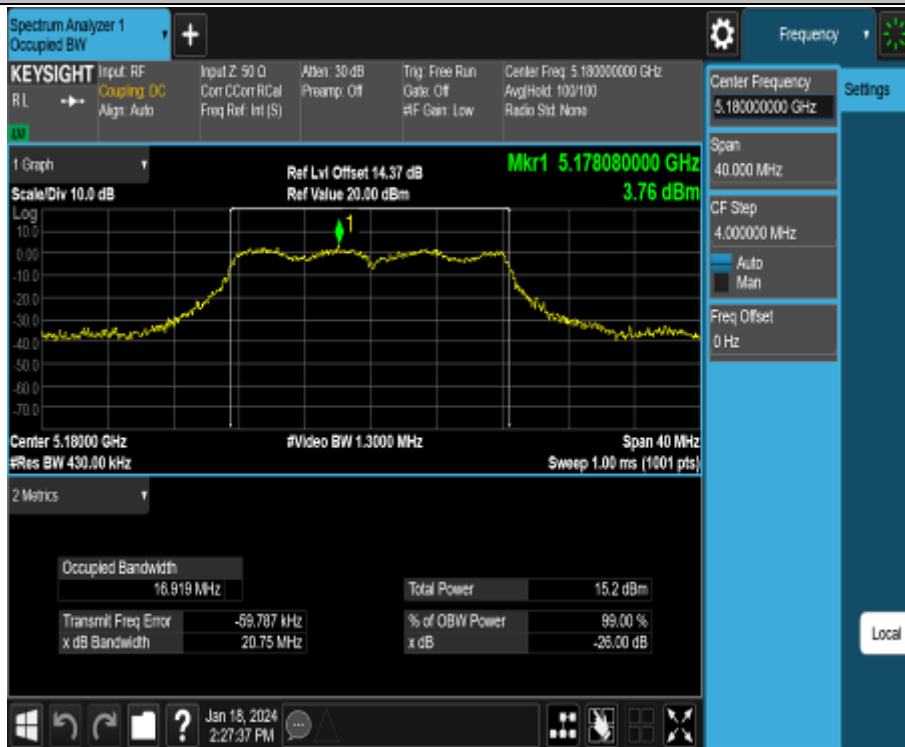 Spectrum Analyzer 1
Occupied BW
+
Frequency
KEYSIGHT
Input: RF
Coupling: DC
Align: Auto
RL
Input Z: 50 Ω
Corr CCorr RCal
Freq Ref: Int (S)
Atten: 30 dB
Preamp: Off
Trig: Free Run
Gate: Off
#IF Gain: Low
Center Freq: 5.180000000 GHz
Avg|Hold: 100/100
Radio Std: None
Center Frequency
5.180000000 GHz
Settings
Span
40.000 MHz
CF Step
4.000000 MHz
Auto
Man
Freq Offset
0 Hz
Local
1 Graph
Scale/Div 10.0 dB
Ref Lvl Offset 14.37 dB
Ref Value 20.00 dBm
Mkr1 5.178080000 GHz
3.76 dBm
Log
10.0
0.00
-10.0
-20.0
-30.0
-40.0
-50.0
-60.0
-70.0
1
Center 5.18000 GHz
#Res BW 430.00 kHz
#Video BW 1.3000 MHz
Span 40 MHz
Sweep 1.00 ms (1001 pts)
2 Metrics
Occupied Bandwidth
16.919 MHz
Total Power 15.2 dBm
Transmit Freq Error -59.787 kHz
% of OBW Power 99.00 %
x dB Bandwidth 20.75 MHz
x dB -26.00 dB
?
Jan 18, 2024
2:27:37 PM